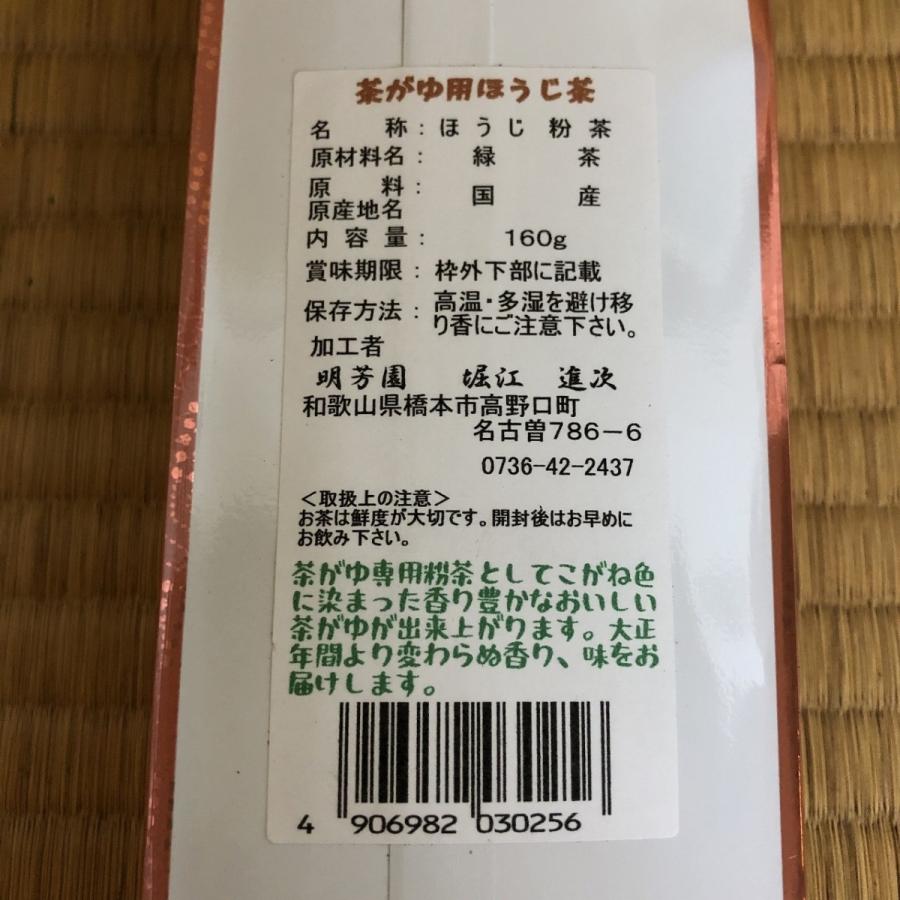 茶がゆ用ほうじ茶
名称：ほうじ粉茶
原材料名：緑茶
原料：国産
原産地名
内容量：160g
賞味期限：枠外下部に記載
保存方法：高温・多湿を避け移
り香にご注意下さい。
加工者
明芳園 堀江 進次
和歌山県橋本市高野口町
名古曽786－6
0736-42-2437
＜取扱上の注意＞
お茶は鮮度が大切です。開封後はお早めに
お飲み下さい。
茶がゆ専用粉茶としてこがね色
に染まった香り豊かなおいしい
茶がゆが出来上がります。大正
年間より変わらぬ香り、味をお
届けします。
4 906982 030256